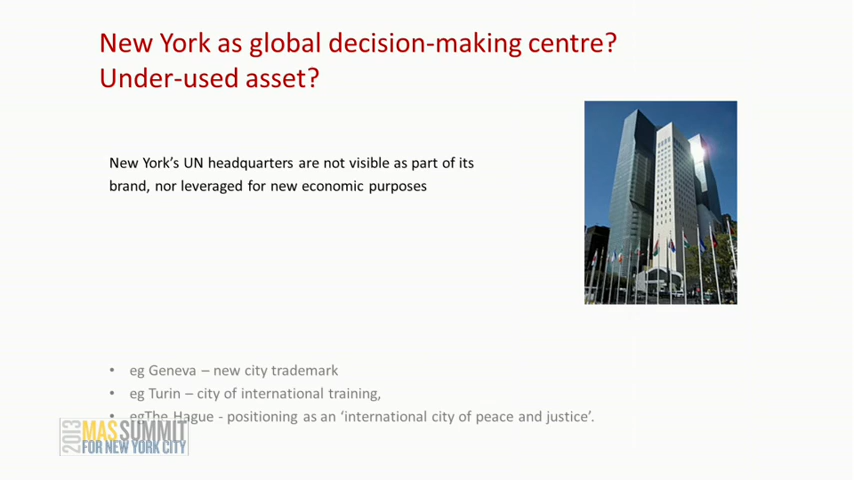 New York as global decision-making centre?
Under-used asset?
New York's UN headquarters are not visible as part of its
brand, nor leveraged for new economic purposes
• eg Geneva – new city trademark
• eg Turin – city of international training,
• egThe Hague - positioning as an 'international city of peace and justice'.
2013
MAS SUMMIT
FOR NEW YORK CITY